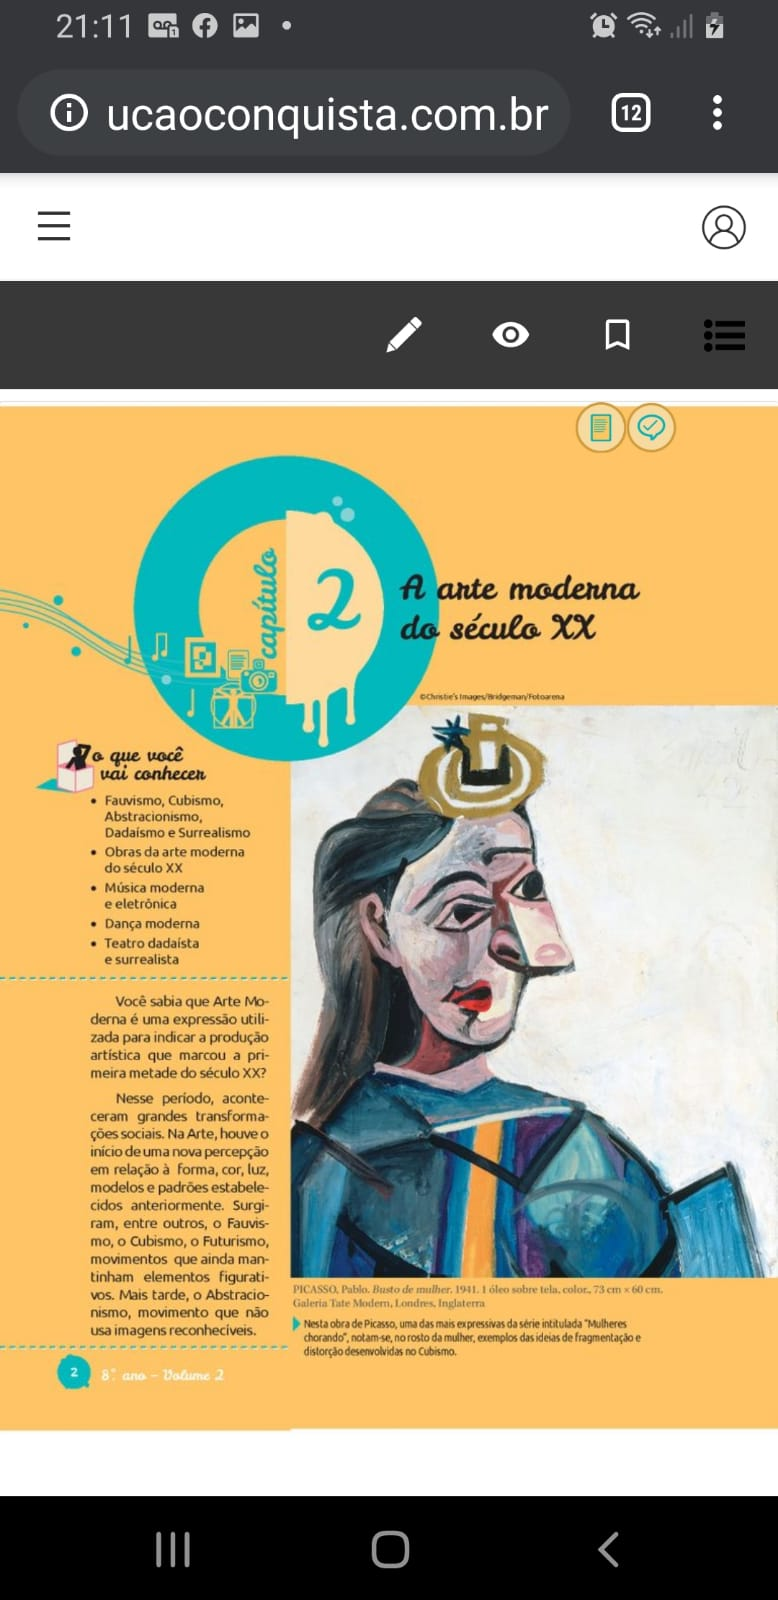 21:11
ucaoconquista.com.br
12
capítulo
2
A arte moderna
do século XX
©Christie's Images/Bridgeman/Fotoarena
o que você
vai conhecer
• Fauvismo, Cubismo,
Abstracionismo,
Dadaísmo e Surrealismo
• Obras da arte moderna
do século XX
• Música moderna
e eletrônica
• Dança moderna
• Teatro dadaísta
e surrealista
Você sabia que Arte Mo-
derna é uma expressão utili-
zada para indicar a produção
artística que marcou a pri-
meira metade do século XX?
Nesse período, aconte-
ceram grandes transforma-
ções sociais. Na Arte, houve o
início de uma nova percepção
em relação à forma, cor, luz,
modelos e padrões estabele-
cidos anteriormente. Surgi-
ram, entre outros, o Fauvis-
mo, o Cubismo, o Futurismo,
movimentos que ainda man-
tinham elementos figurati-
vos. Mais tarde, o Abstracio-
nismo, movimento que não
usa imagens reconhecíveis.
PICASSO, Pablo. Busto de mulher. 1941. 1 óleo sobre tela, color., 73 cm × 60 cm.
Galeria Tate Modern, Londres, Inglaterra
Nesta obra de Picasso, uma das mais expressivas da série intitulada "Mulheres
chorando", notam-se, no rosto da mulher, exemplos das ideias de fragmentação e
distorção desenvolvidas no Cubismo.
2
8º. ano – Volume 2